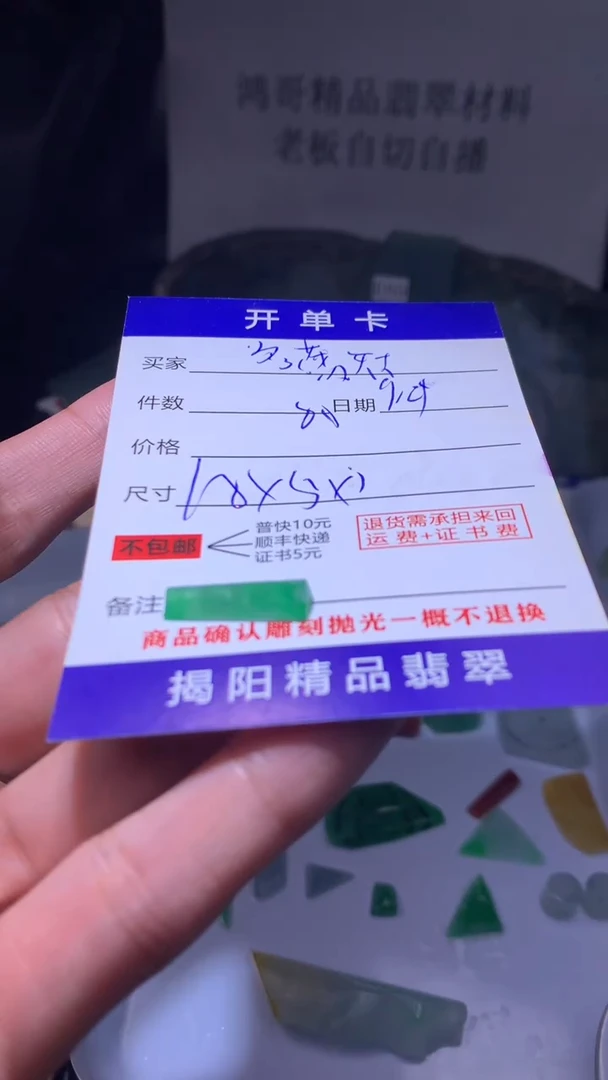 鸿哥精品翡翠材料
老板自切自播
开单卡
买家
件数 日期 9.4
价格
尺寸 18X5X1
不包邮
普快10元
顺丰快递
证书5元
退货需承担来回
运费+证书费
备注
商品确认雕刻抛光一概不退换
揭阳精品翡翠